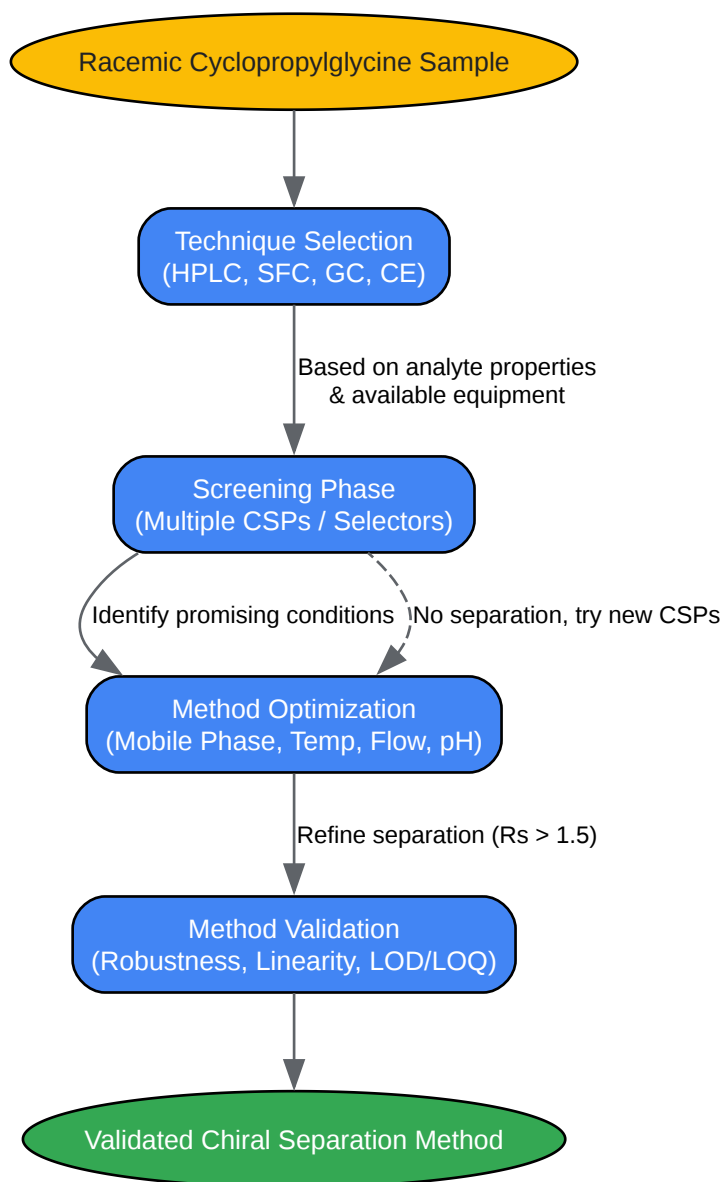 Racemic Cyclopropylglycine Sample
Technique Selection
(HPLC, SFC, GC, CE)
Based on analyte properties
& available equipment
Screening Phase
(Multiple CSPs / Selectors)
Identify promising conditions
No separation, try new CSPs
Method Optimization
(Mobile Phase, Temp, Flow, pH)
Refine separation (Rs > 1.5)
Method Validation
(Robustness, Linearity, LOD/LOQ)
Validated Chiral Separation Method